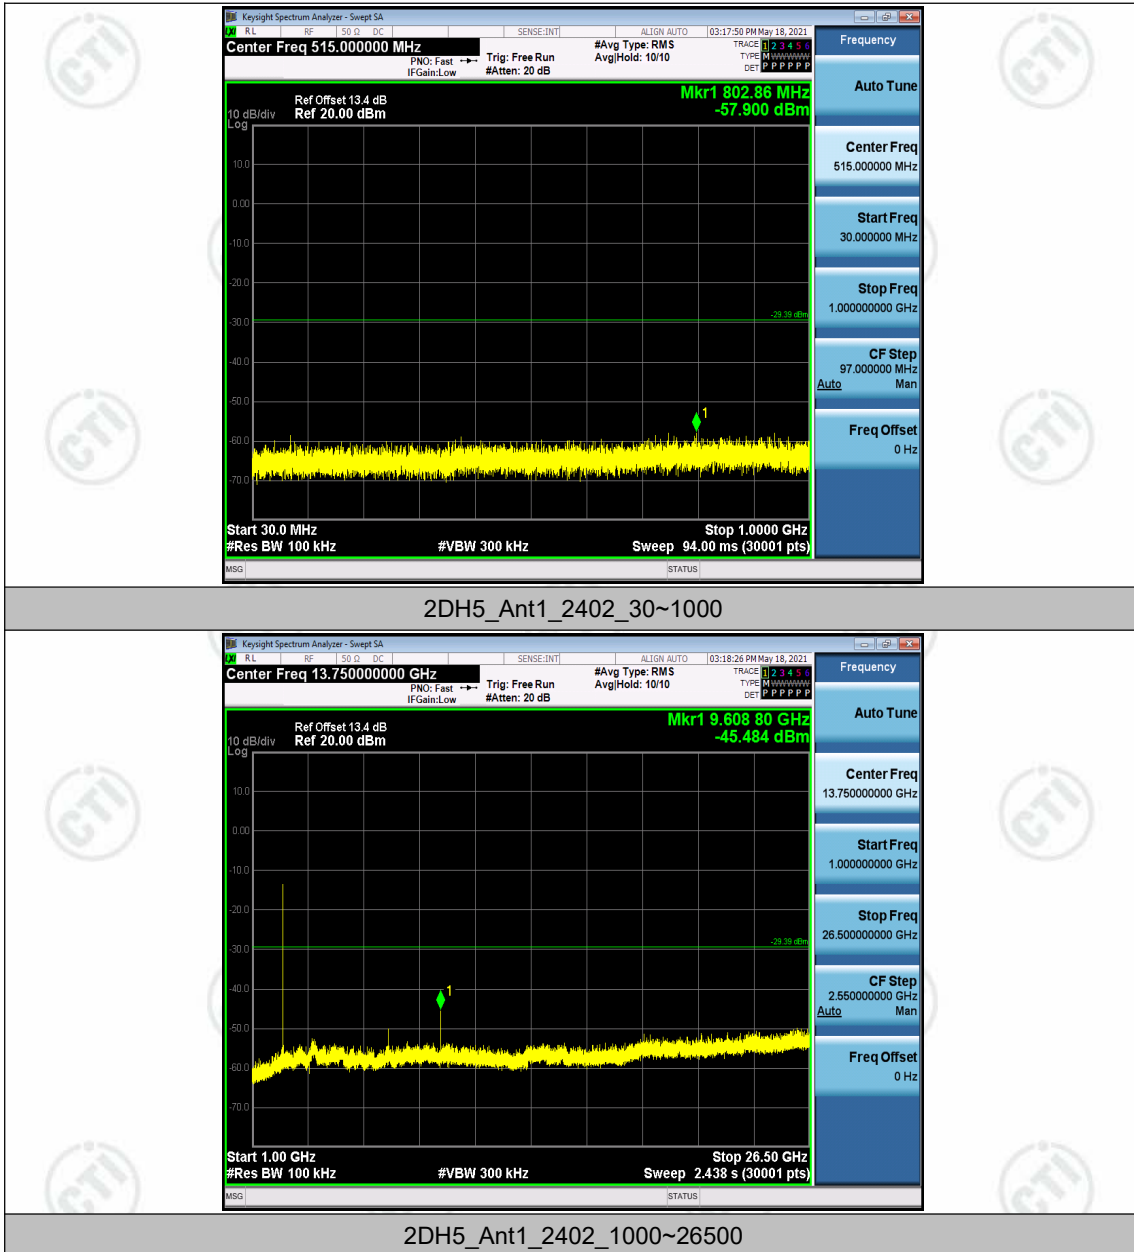 Keysight Spectrum Analyzer - Swept SA
LXI RL RF 50 Ω DC SENSE:INT ALIGN AUTO 03:17:50 PM May 18, 2021
Center Freq 515.000000 MHz
PNO: Fast
IFGain:Low
Trig: Free Run
#Atten: 20 dB
#Avg Type: RMS
Avg|Hold: 10/10
TRACE 1 2 3 4 5 6
TYPE M W W W W W
DET P P P P P P
Frequency
Auto Tune
Mkr1 802.86 MHz
-57.900 dBm
Ref Offset 13.4 dB
10 dB/div Ref 20.00 dBm
Log
10.0
0.00
-10.0
-20.0
-30.0
-40.0
-50.0
-60.0
-70.0
-29.39 dBm
1
Center Freq
515.000000 MHz
Start Freq
30.000000 MHz
Stop Freq
1.000000000 GHz
CF Step
97.000000 MHz
Auto Man
Freq Offset
0 Hz
Start 30.0 MHz Stop 1.0000 GHz
#Res BW 100 kHz #VBW 300 kHz Sweep 94.00 ms (30001 pts)
MSG STATUS
2DH5_Ant1_2402_30~1000
Keysight Spectrum Analyzer - Swept SA
LXI RL RF 50 Ω DC SENSE:INT ALIGN AUTO 03:18:26 PM May 18, 2021
Center Freq 13.750000000 GHz
PNO: Fast
IFGain:Low
Trig: Free Run
#Atten: 20 dB
#Avg Type: RMS
Avg|Hold: 10/10
TRACE 1 2 3 4 5 6
TYPE M W W W W W
DET P P P P P P
Frequency
Auto Tune
Mkr1 9.608 80 GHz
-45.484 dBm
Ref Offset 13.4 dB
10 dB/div Ref 20.00 dBm
Log
10.0
0.00
-10.0
-20.0
-30.0
-40.0
-50.0
-60.0
-70.0
-29.39 dBm
1
Center Freq
13.750000000 GHz
Start Freq
1.000000000 GHz
Stop Freq
26.500000000 GHz
CF Step
2.550000000 GHz
Auto Man
Freq Offset
0 Hz
Start 1.00 GHz Stop 26.50 GHz
#Res BW 100 kHz #VBW 300 kHz Sweep 2.438 s (30001 pts)
MSG STATUS
2DH5_Ant1_2402_1000~26500
CTI
CTI
CTI
CTI
CTI
CTI
CTI
CTI